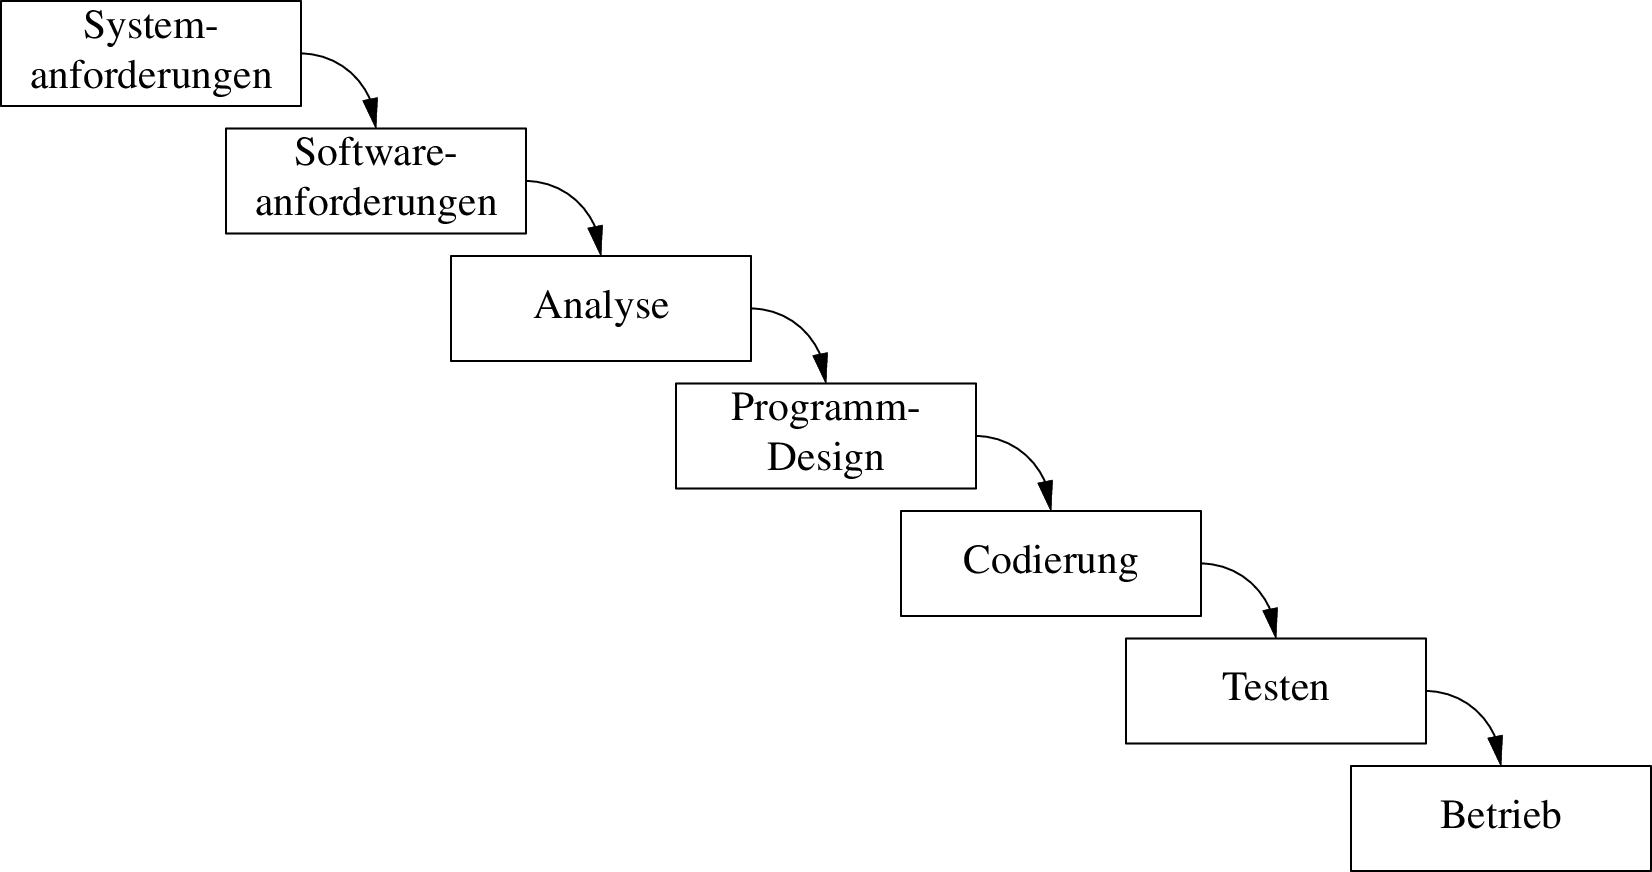 System-
anforderungen
Software-
anforderungen
Analyse
Programm-
Design
Codierung
Testen
Betrieb